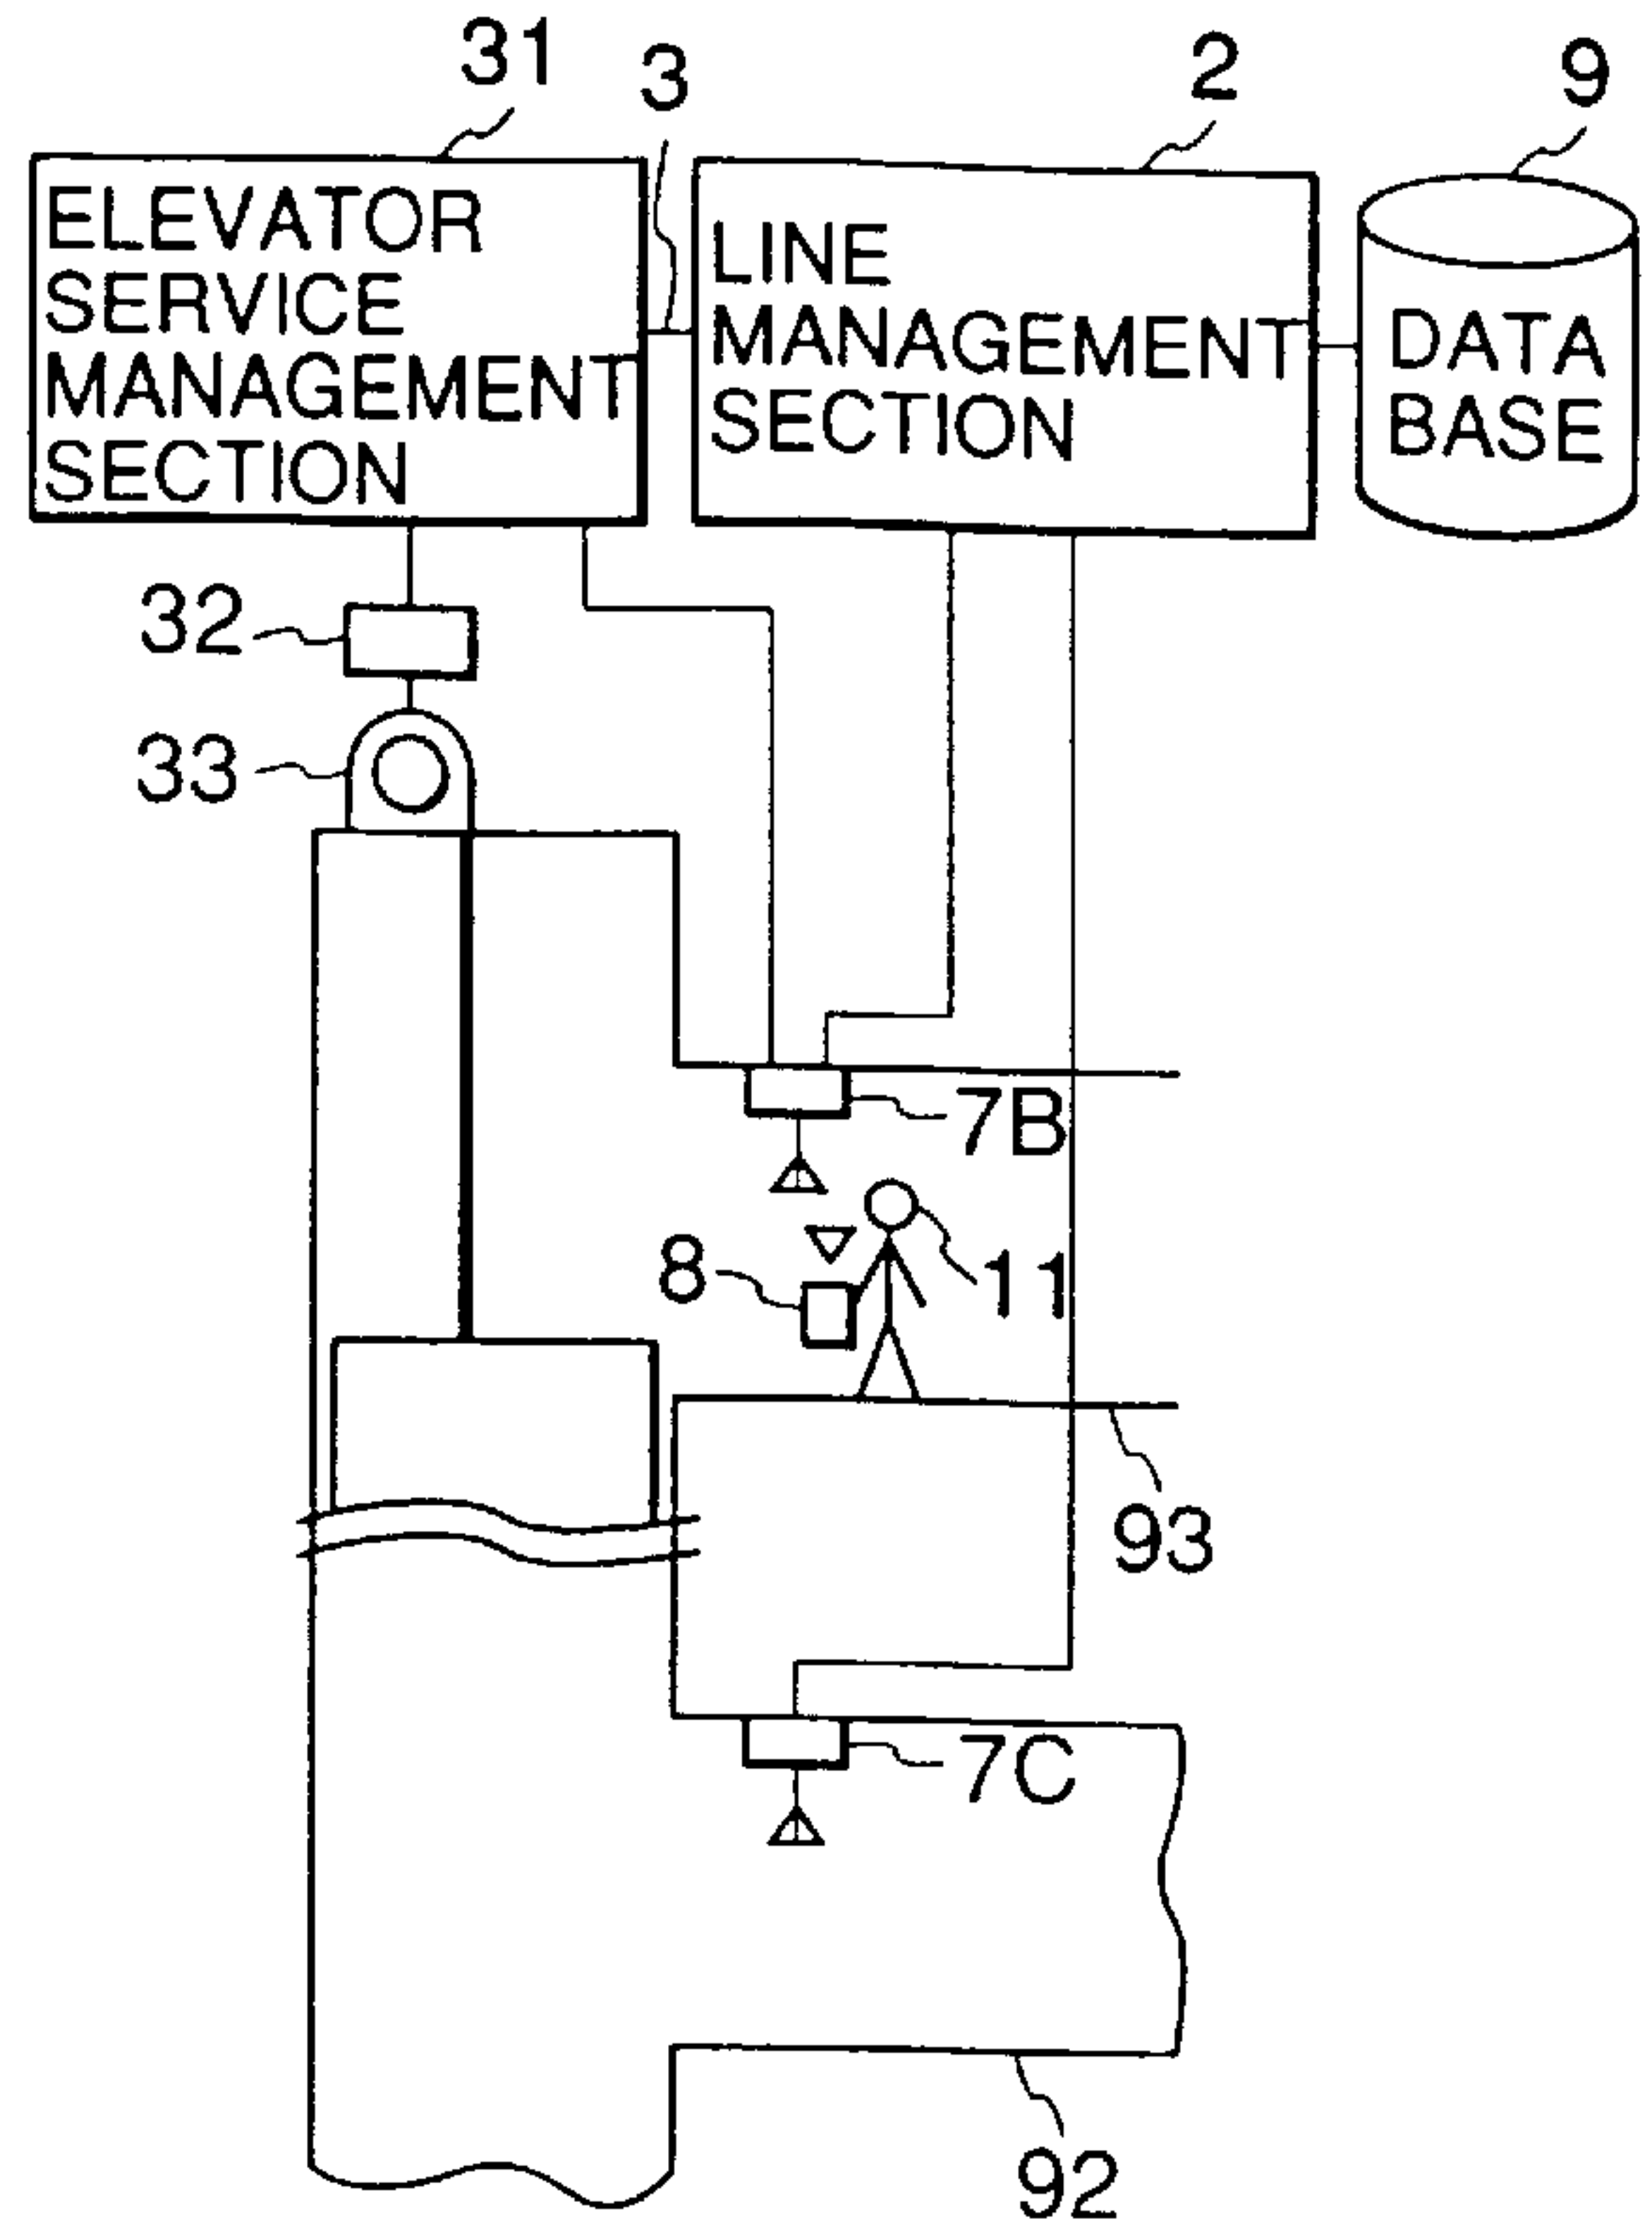 31
3
2
9
ELEVATOR
SERVICE
MANAGEMENT
SECTION
LINE
MANAGEMENT
SECTION
DATA
BASE
32
33
7B
8
11
93
7C
92